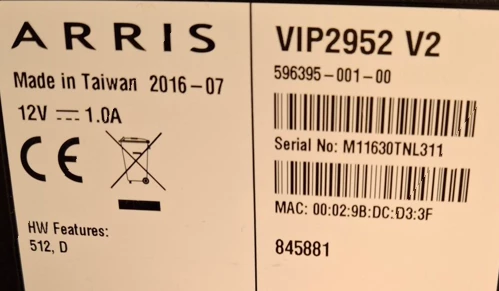 ARRIS
Made in Taiwan 2016-07
12V ⎓ 1.0A
CE
HW Features:
512, D
VIP2952 V2
596395-001-00
Serial No: M11630TNL311
MAC: 00:02:9B:DC:D3:3F
845881